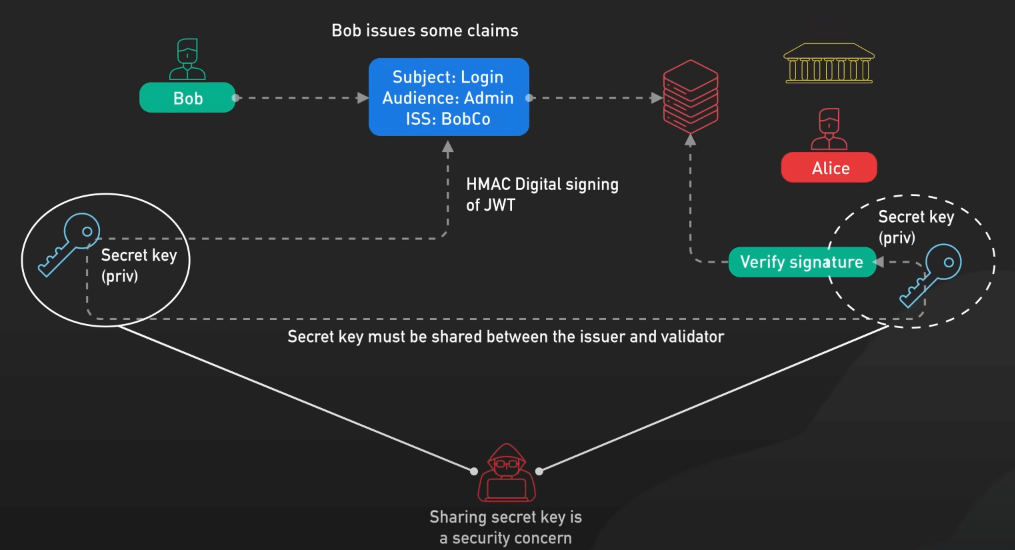 Bob issues some claims
Bob
Subject: Login
Audience: Admin
ISS: BobCo
Alice
HMAC Digital signing
of JWT
Secret key
(priv)
Secret key
(priv)
Verify signature
Secret key must be shared between the issuer and validator
Sharing secret key is
a security concern